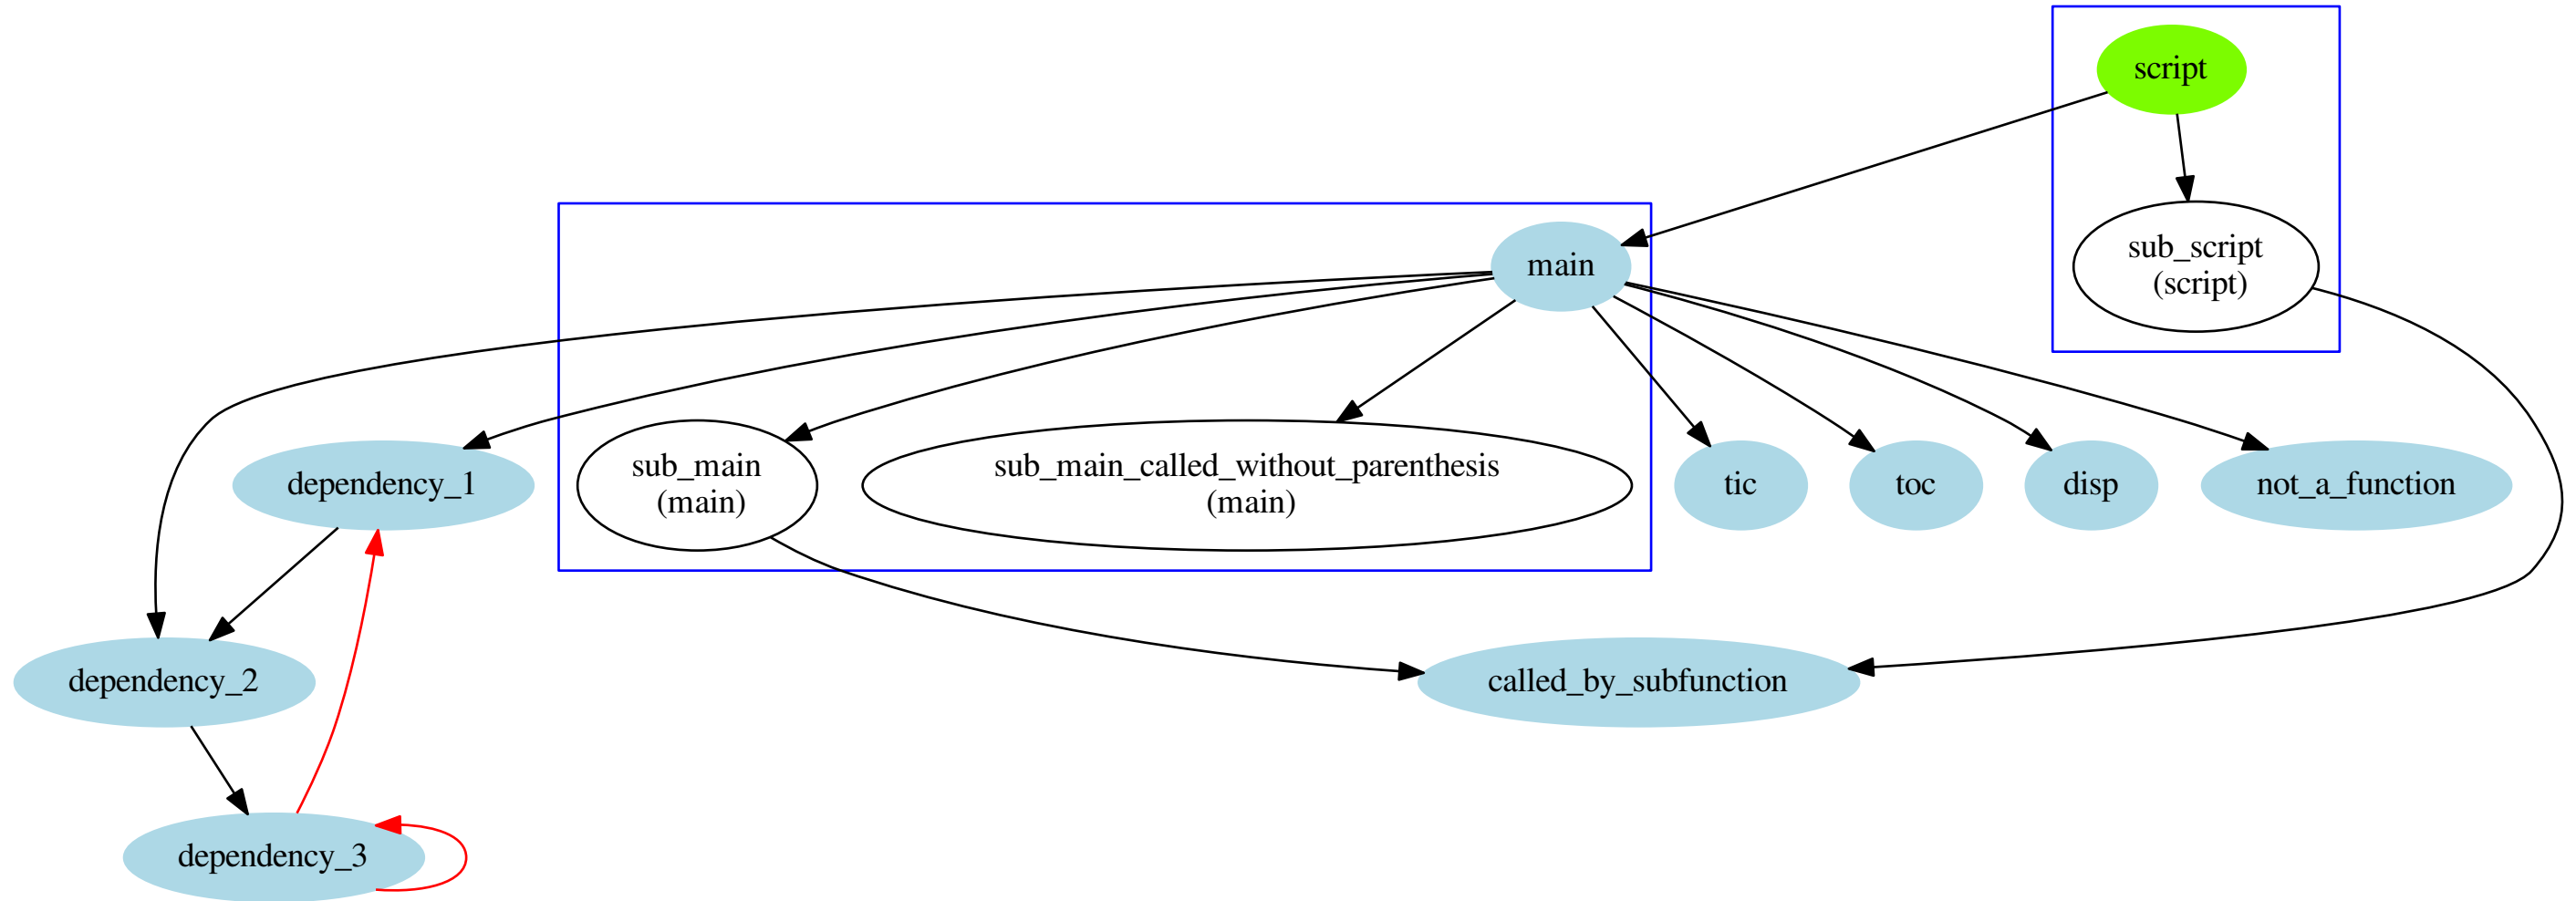 script
main
sub_script
(script)
dependency_1
sub_main
(main)
sub_main_called_without_parenthesis
(main)
tic
toc
disp
not_a_function
dependency_2
called_by_subfunction
dependency_3